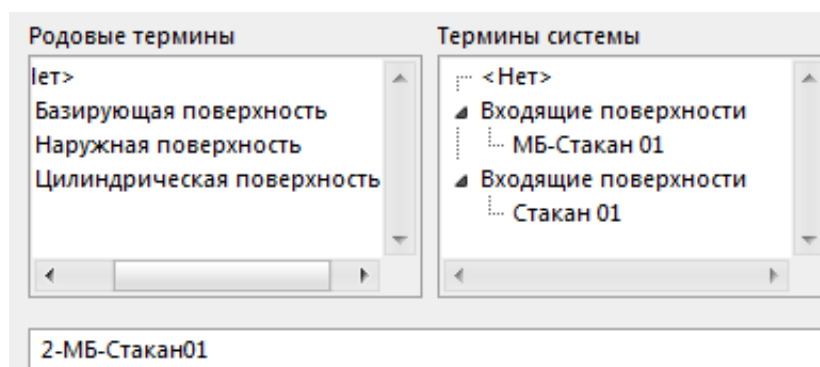 Родовые термины
Термины системы
Базирующая поверхность
Наружная поверхность
Цилиндрическая поверхность
<Нет>
Входящие поверхности
МБ-Стакан 01
Входящие поверхности
Стакан 01
2-МБ-Стакан01